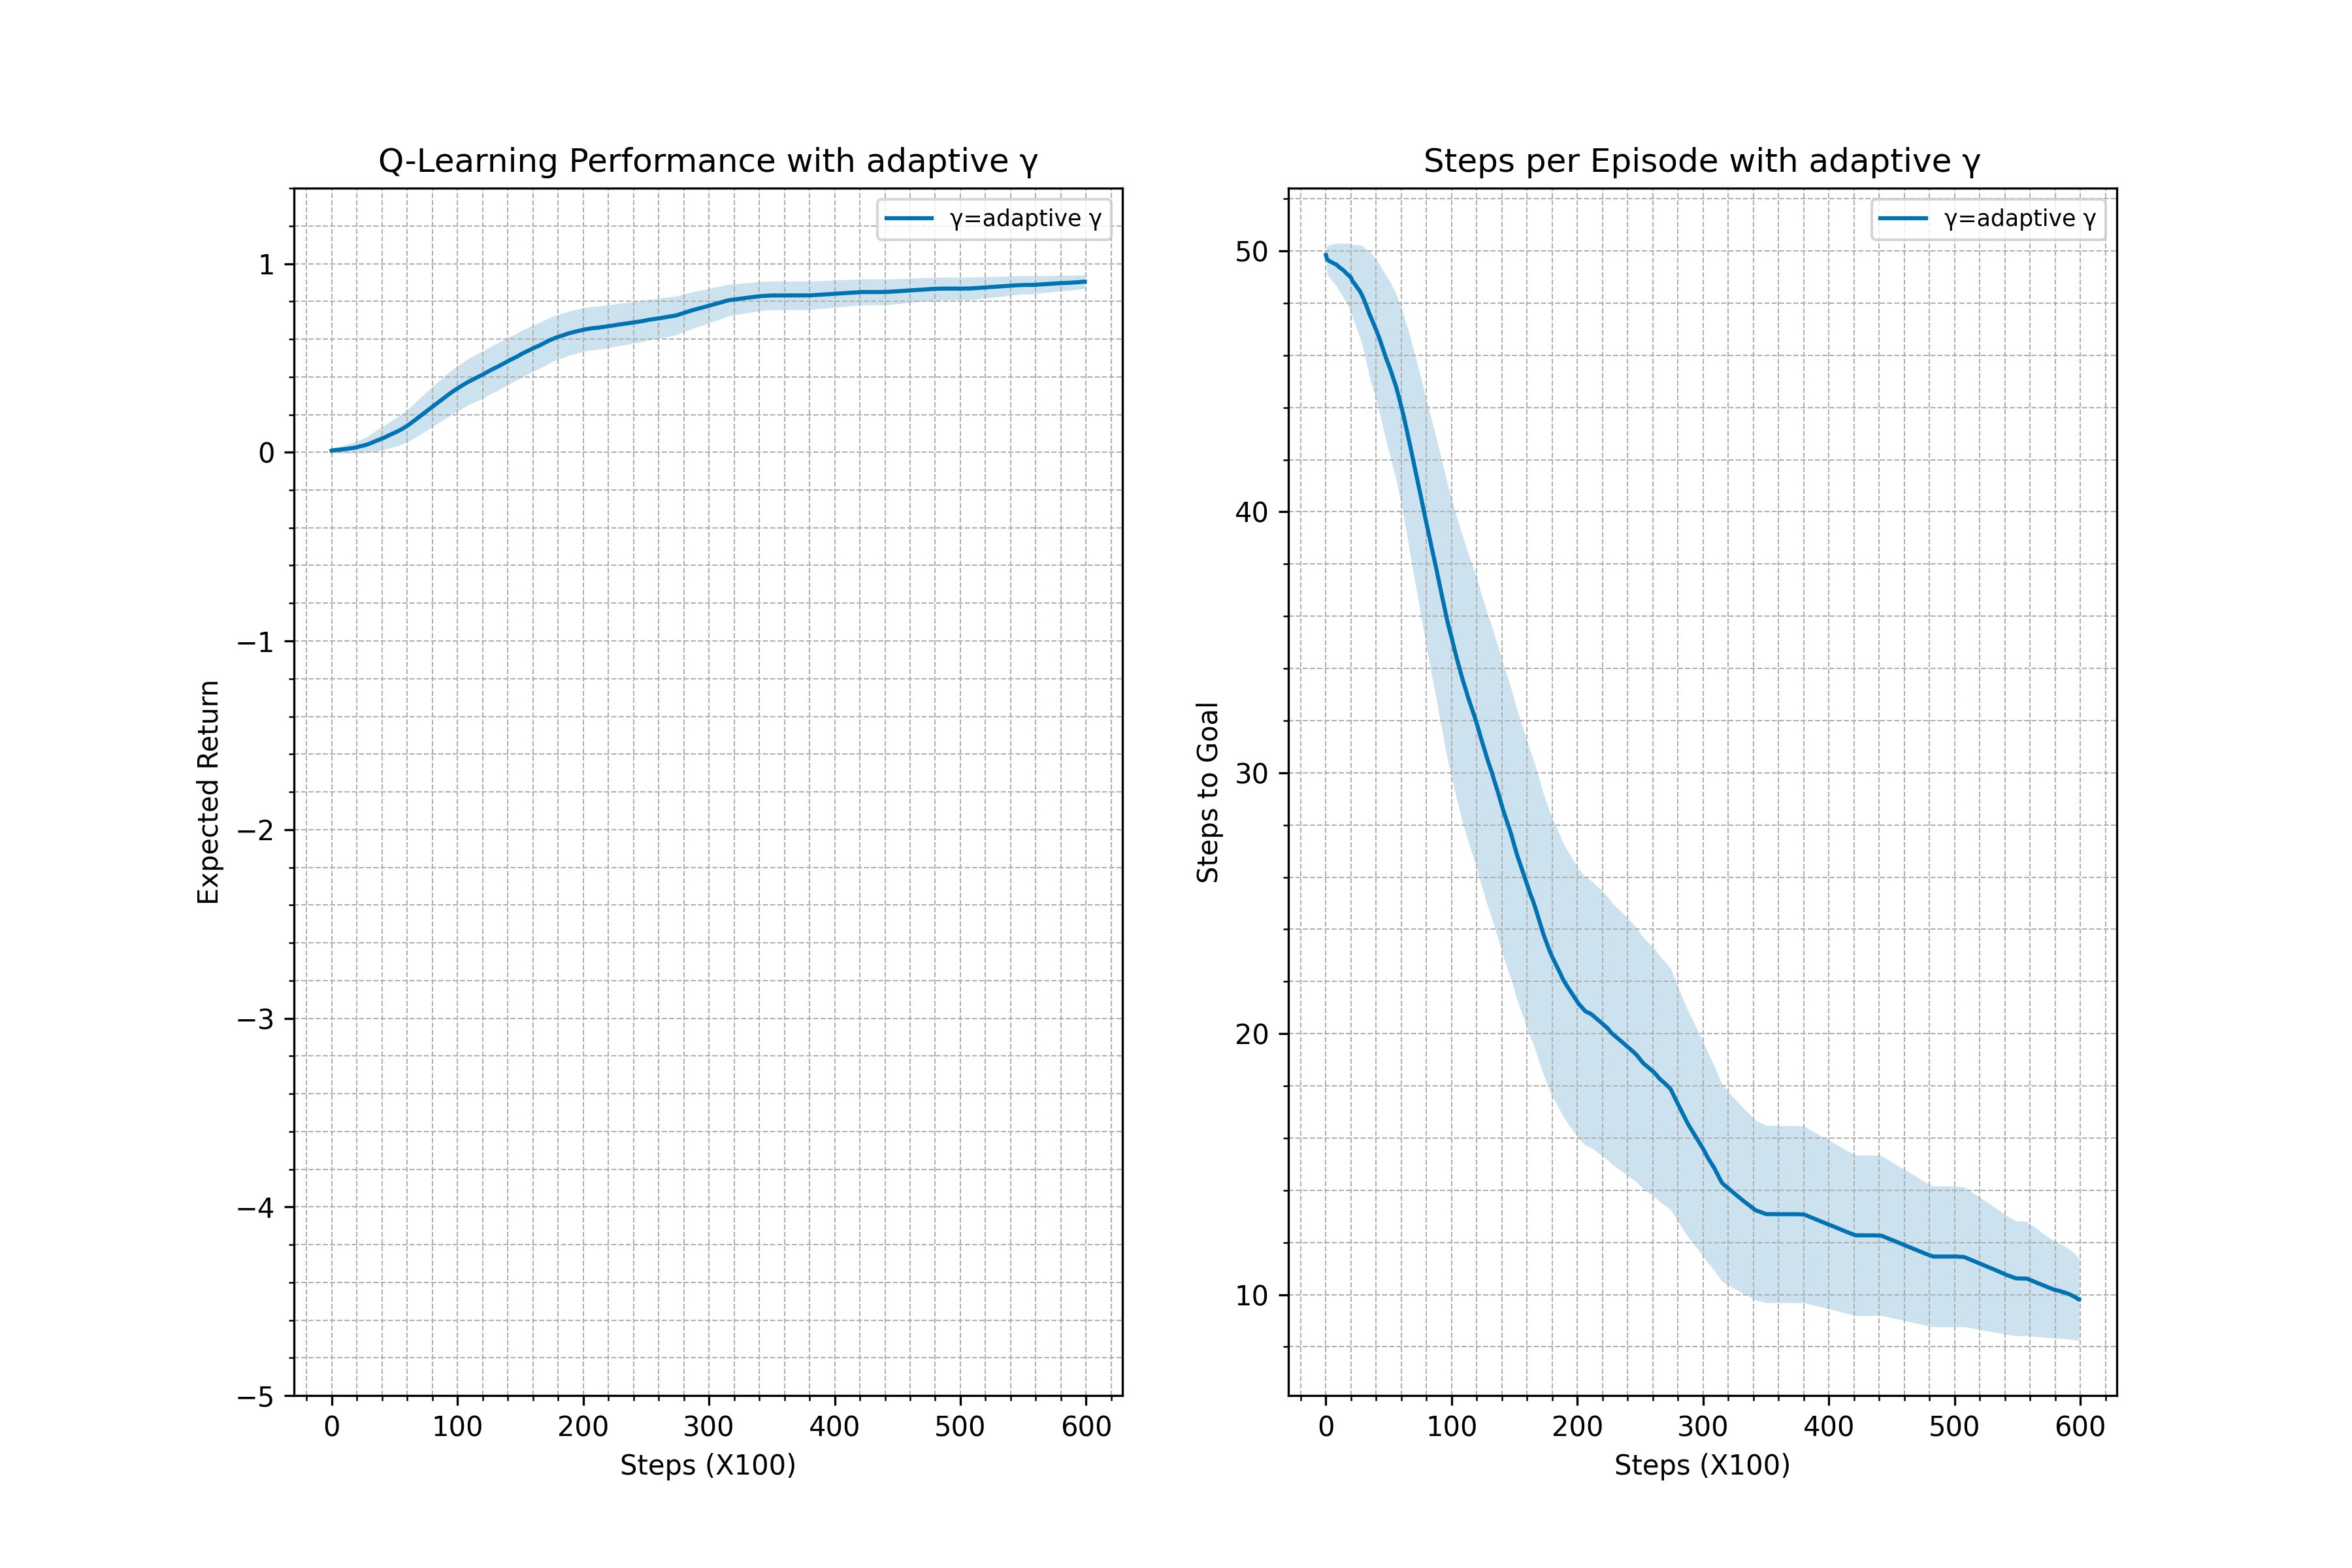 Q-Learning Performance with adaptive γ
γ=adaptive γ
1
0
−1
−2
−3
−4
−5
Expected Return
0 100 200 300 400 500 600
Steps (X100)
Steps per Episode with adaptive γ
γ=adaptive γ
50
40
30
20
10
Steps to Goal
0 100 200 300 400 500 600
Steps (X100)